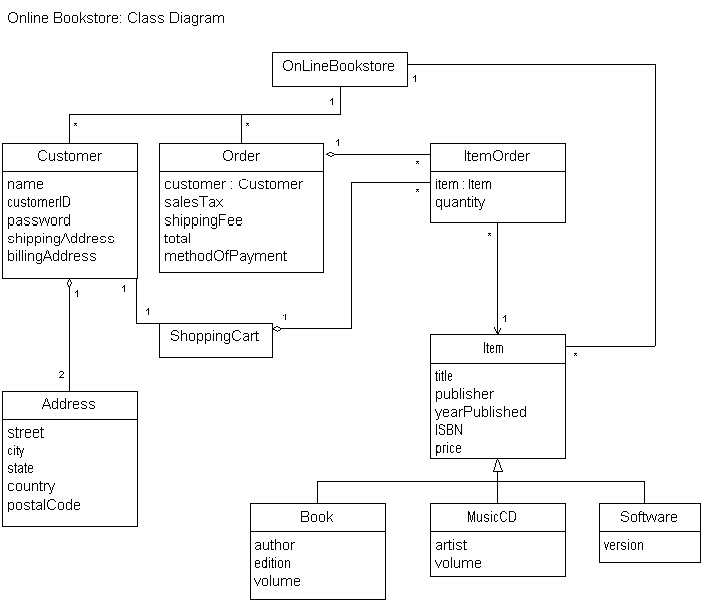 Online Bookstore: Class Diagram
OnLineBookstore
1
1
*
*
Customer
name
customerID
password
shippingAddress
billingAddress
Order
customer : Customer
salesTax
shippingFee
total
methodOfPayment
1
*
*
ItemOrder
item : Item
quantity
*
1
1
1
1
ShoppingCart
1
2
Address
street
city
state
country
postalCode
Item
title
publisher
yearPublished
ISBN
price
*
Book
author
edition
volume
MusicCD
artist
volume
Software
version